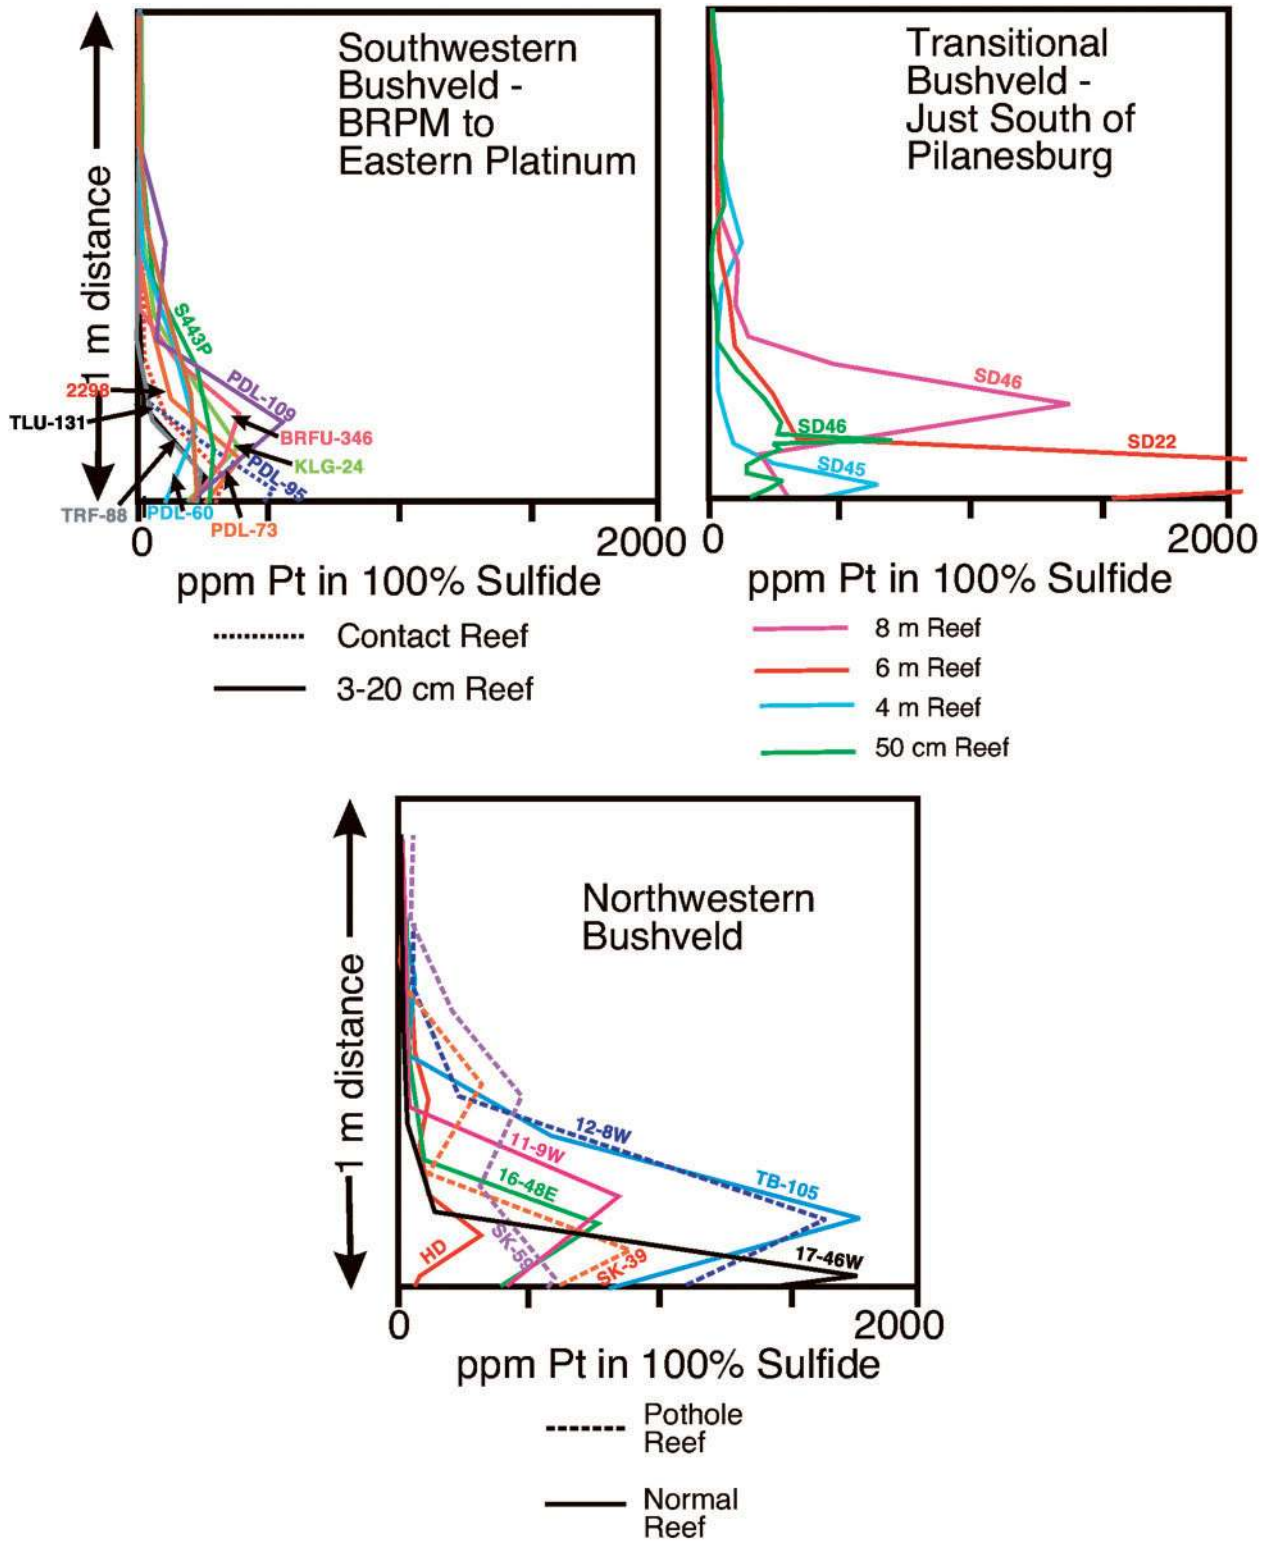 Southwestern
Bushveld -
BRPM to
Eastern Platinum
1 m distance
S443P
PDL-109
2298
TLU-131
BRFU-346
KLG-24
PDL-95
TRF-88
PDL-60
PDL-73
0
2000
ppm Pt in 100% Sulfide
Contact Reef
3-20 cm Reef
Transitional
Bushveld -
Just South of
Pilanesburg
SD46
SD46
SD22
SD45
0
2000
ppm Pt in 100% Sulfide
8 m Reef
6 m Reef
4 m Reef
50 cm Reef
Northwestern
Bushveld
1 m distance
12-8W
11-9W
TB-105
16-48E
HD
SK-59
SK-39
17-46W
0
2000
ppm Pt in 100% Sulfide
Pothole
Reef
Normal
Reef